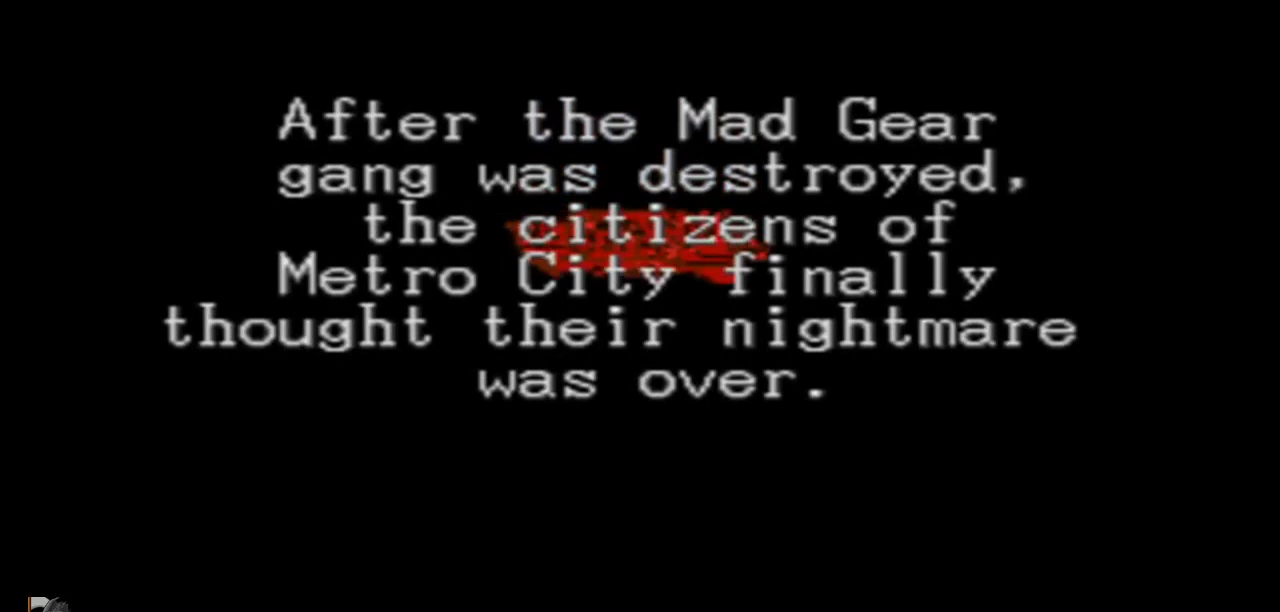 After the Mad Gear
gang was destroyed,
the citizens of
Metro City finally
thought their nightmare
was over.